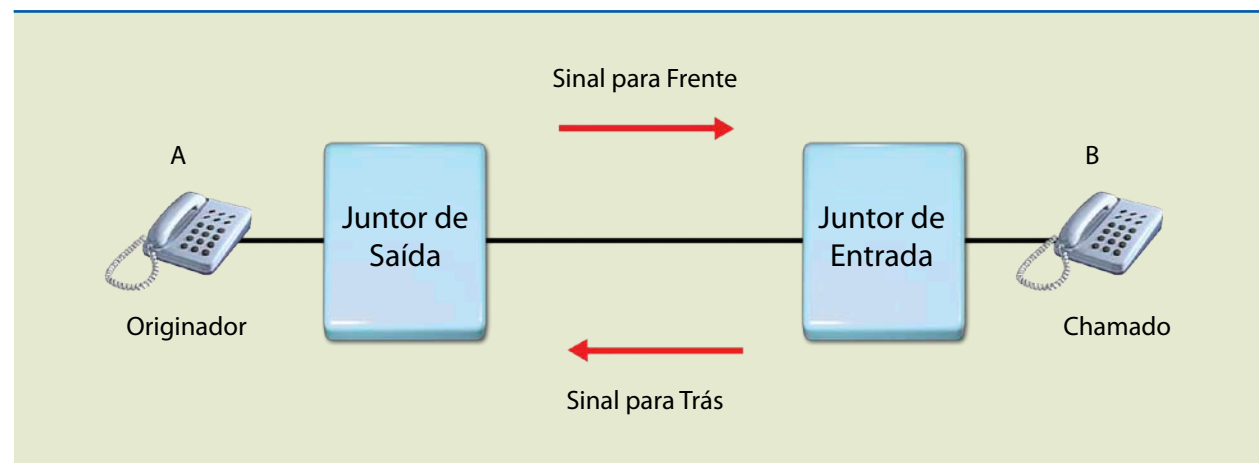 Sinal para Frente
A
B
Juntor de
Saída
Juntor de
Entrada
Originador
Chamado
Sinal para Trás